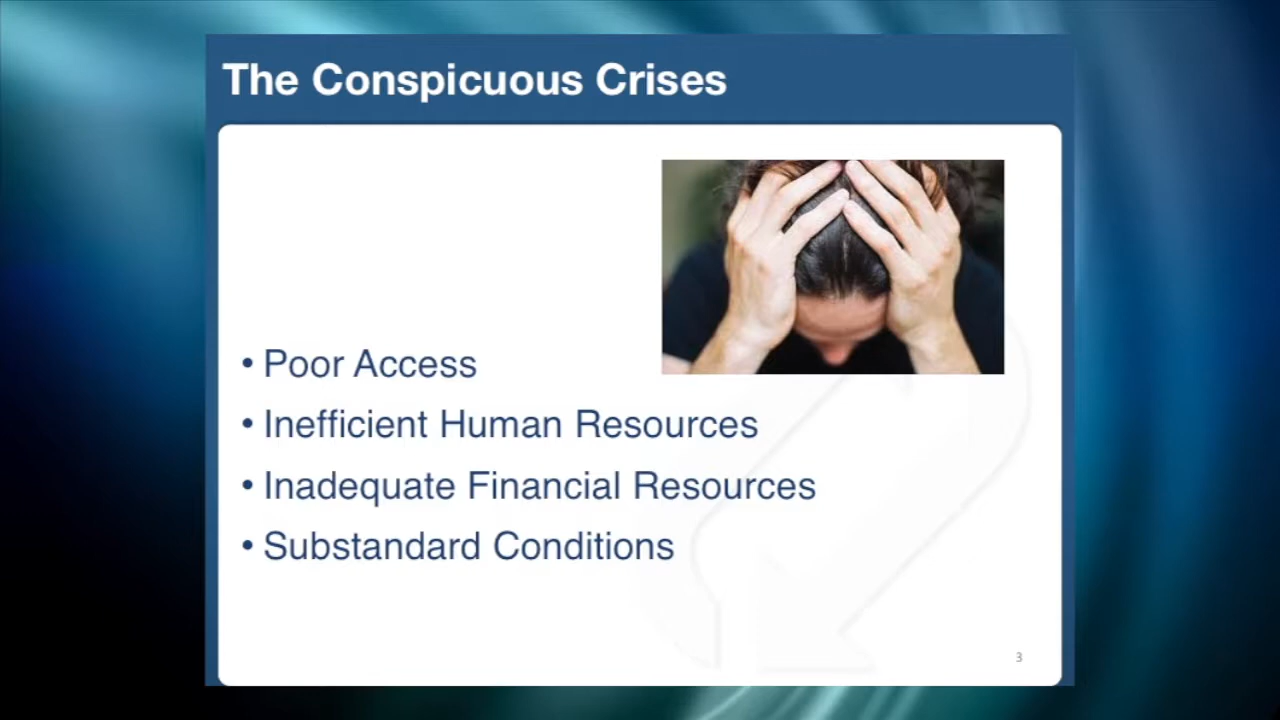 The Conspicuous Crises
• Poor Access
• Inefficient Human Resources
• Inadequate Financial Resources
• Substandard Conditions
3